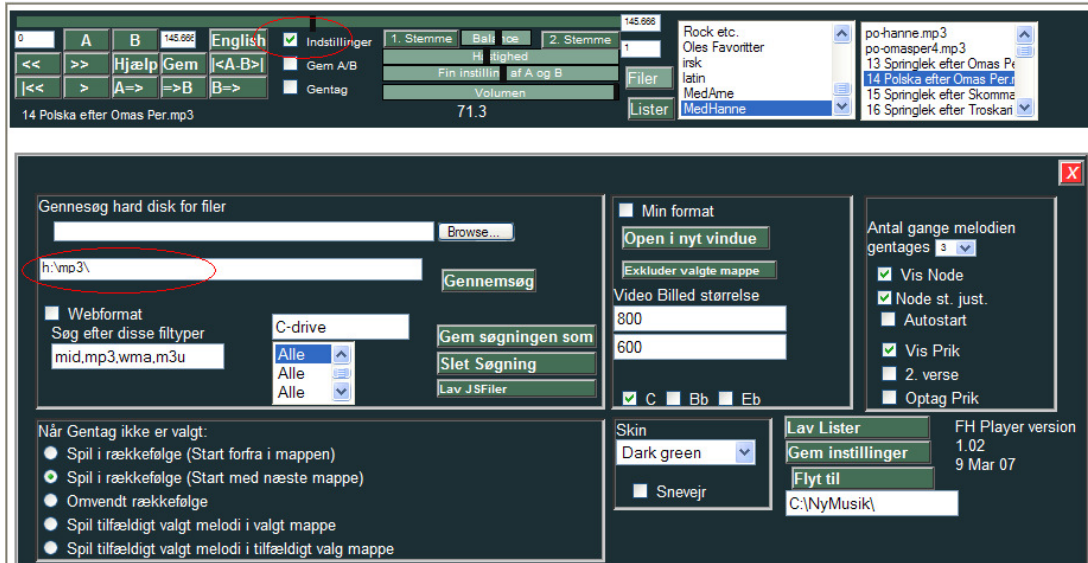 145.666
0 A B 145.666 English Indstillinger
<< >> Hjælp Gem |<A-B>| Gem A/B
|<< > A=> =>B B=> Gentag
14 Polska efter Omas Per.mp3
1. Stemme Balance 2. Stemme
Hastighed 1
Fin instilling af A og B
Volumen
71.3
Filer
Lister
Rock etc.
Oles Favoritter
irsk
latin
MedArne
MedHanne
po-hanne.mp3
po-omasper4.mp3
13 Springlek efter Omas Pe
14 Polska efter Omas Per.r
15 Springlek efter Skomma
16 Springlek efter Troskari
X
Gennesøg hard disk for filer
Browse...
h:\mp3\
Gennemsøg
Webformat
Søg efter disse filtyper
mid,mp3,wma,m3u
C-drive
Alle
Alle
Alle
Gem søgningen som
Slet Søgning
Lav JSFiler
Min format
Open i nyt vindue
Exkluder valgte mappe
Video Billed størrelse
800
600
C Bb Eb
Antal gange melodien
gentages 3
Vis Node
Node st. just.
Autostart
Vis Prik
2. verse
Optag Prik
Når Gentag ikke er valgt:
Spil i rækkefølge (Start forfra i mappen)
Spil i rækkefølge (Start med næste mappe)
Omvendt rækkefølge
Spil tilfældigt valgt melodi i valgt mappe
Spil tilfældigt valgt melodi i tilfældigt valg mappe
Skin
Dark green
Snevejr
Lav Lister
Gem instillinger
Flyt til
C:\NyMusik\
FH Player version
1.02
9 Mar 07